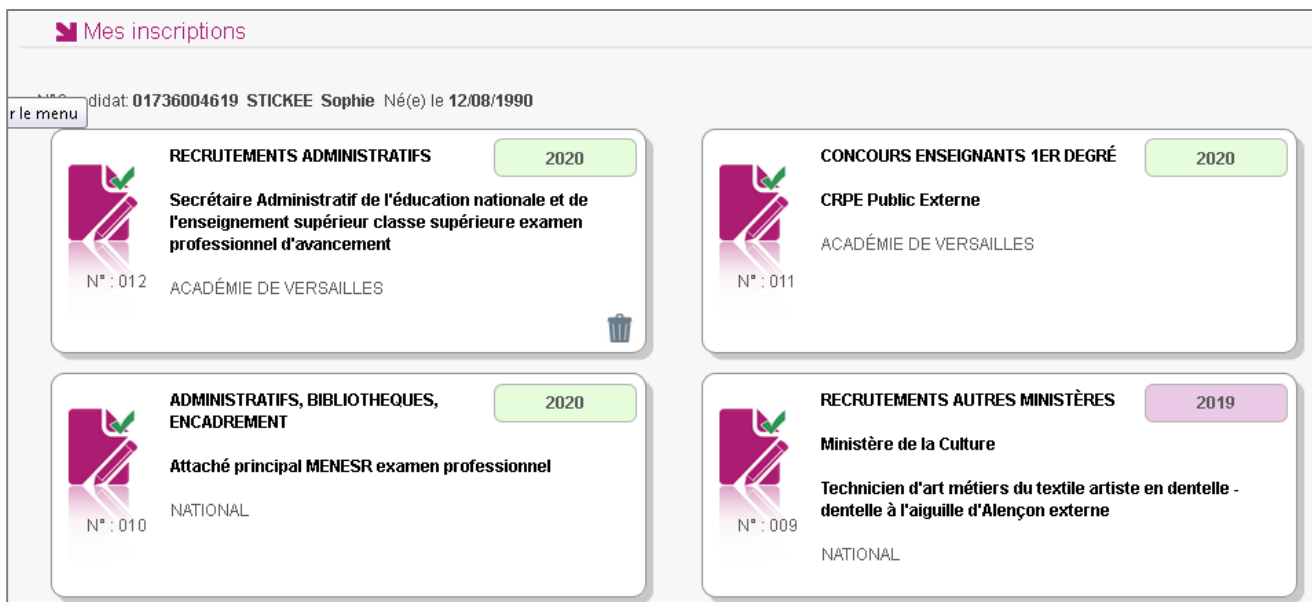 Mes inscriptions
didat: 01736004619 STICKEE Sophie Né(e) le 12/08/1990
r le menu
RECRUTEMENTS ADMINISTRATIFS
2020
Secrétaire Administratif de l'éducation nationale et de
l'enseignement supérieur classe supérieure examen
professionnel d'avancement
N° : 012
ACADÉMIE DE VERSAILLES
CONCOURS ENSEIGNANTS 1ER DEGRÉ
2020
CRPE Public Externe
ACADÉMIE DE VERSAILLES
N° : 011
ADMINISTRATIFS, BIBLIOTHEQUES,
ENCADREMENT
2020
Attaché principal MENESR examen professionnel
NATIONAL
N° : 010
RECRUTEMENTS AUTRES MINISTÈRES
2019
Ministère de la Culture
Technicien d'art métiers du textile artiste en dentelle -
dentelle à l'aiguille d'Alençon externe
N° : 009
NATIONAL